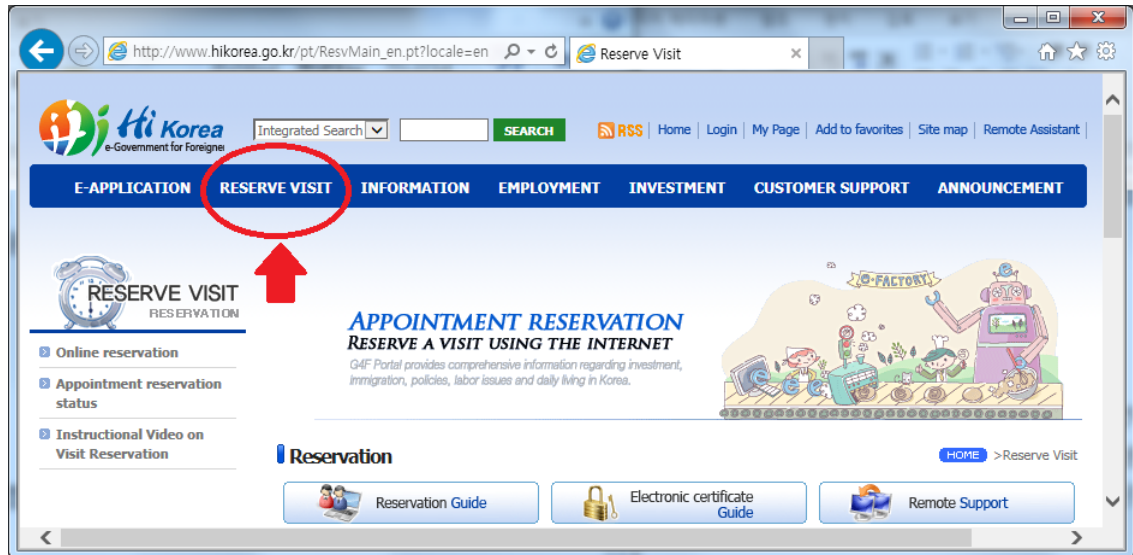 http://www.hikorea.go.kr/pt/ResvMain_en.pt?locale=en
Reserve Visit
Hi Korea
e-Government for Foreigner
Integrated Search
SEARCH
RSS | Home | Login | My Page | Add to favorites | Site map | Remote Assistant
E-APPLICATION RESERVE VISIT INFORMATION EMPLOYMENT INVESTMENT CUSTOMER SUPPORT ANNOUNCEMENT
RESERVE VISIT
RESERVATION
Online reservation
Appointment reservation
status
Instructional Video on
Visit Reservation
APPOINTMENT RESERVATION
RESERVE A VISIT USING THE INTERNET
G4F Portal provides comprehensive information regarding investment,
immigration, policies, labor issues and daily living in Korea.
@-FACTORY
Reservation
HOME >Reserve Visit
Reservation Guide
Electronic certificate
Guide
Remote Support